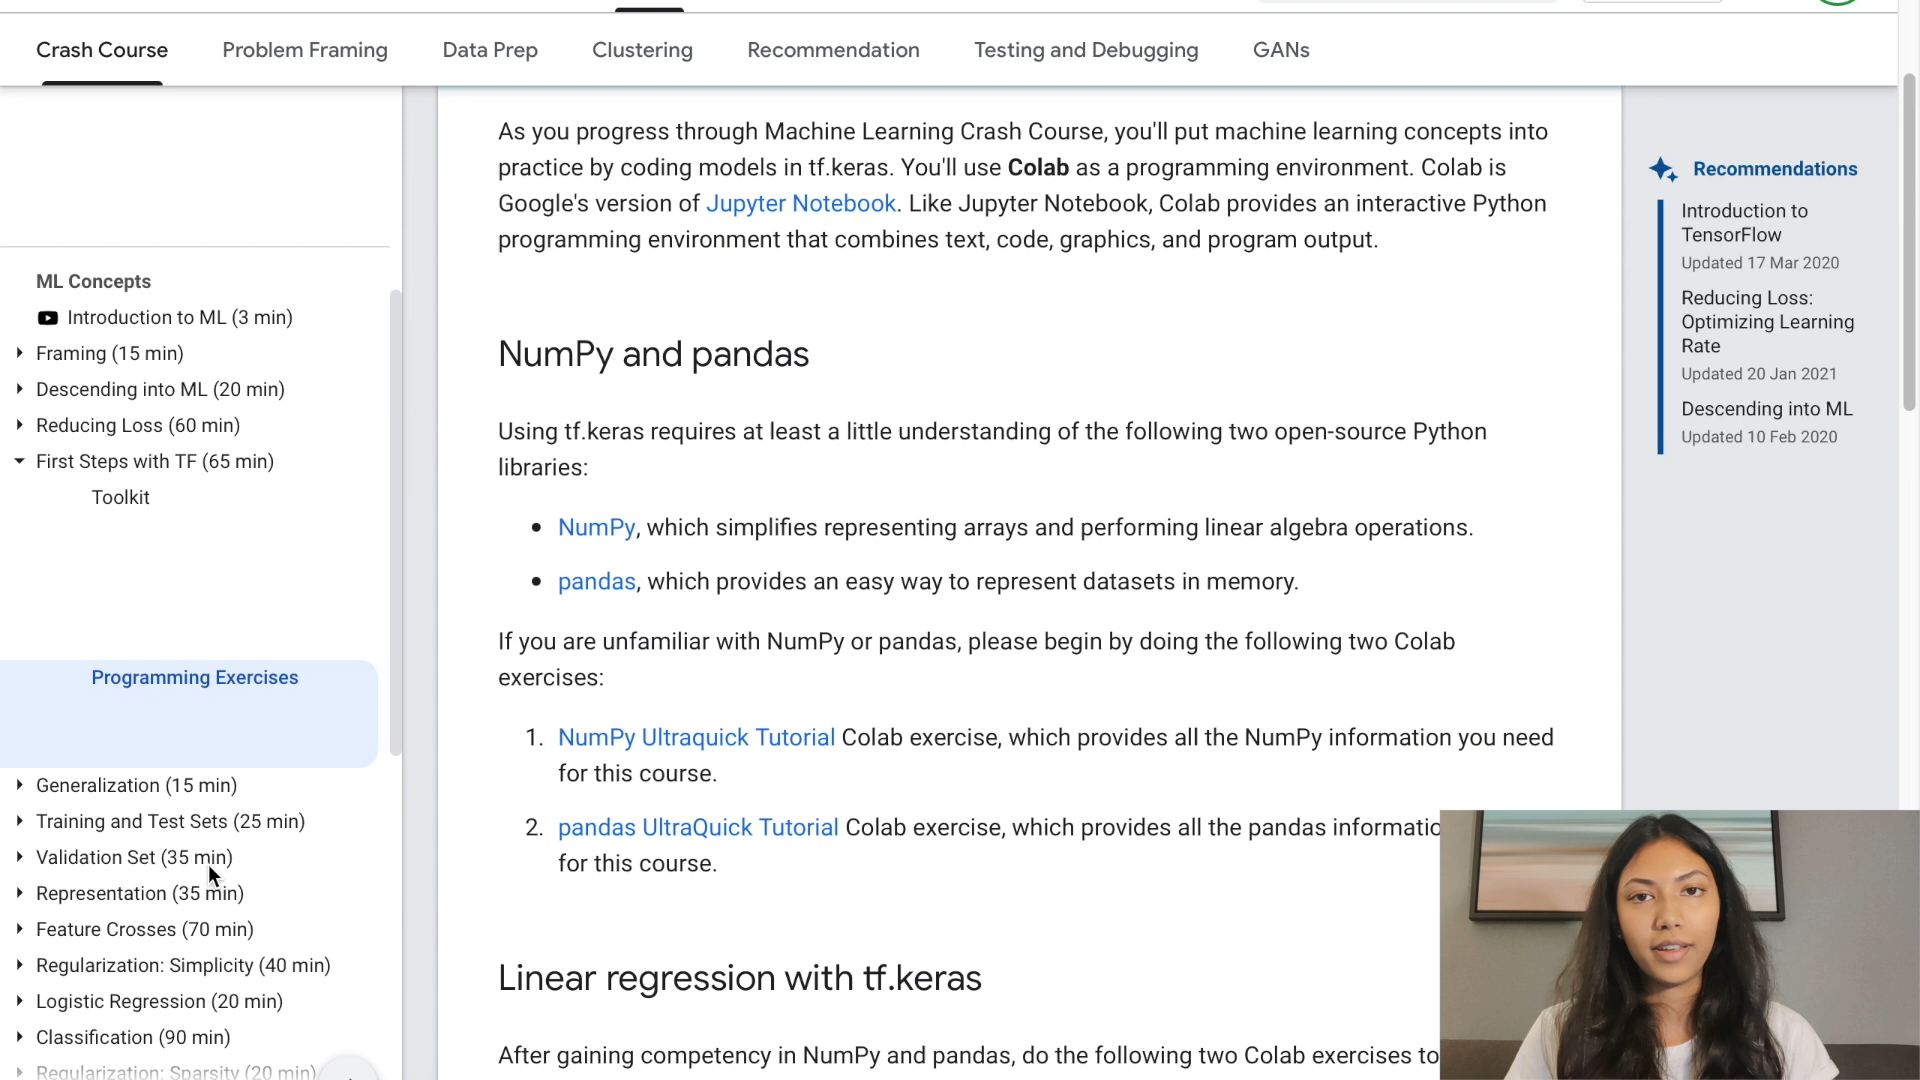 Crash Course
Problem Framing
Data Prep
Clustering
Recommendation
Testing and Debugging
GANs
ML Concepts
Introduction to ML (3 min)
Framing (15 min)
Descending into ML (20 min)
Reducing Loss (60 min)
First Steps with TF (65 min)
Toolkit
Programming Exercises
Generalization (15 min)
Training and Test Sets (25 min)
Validation Set (35 min)
Representation (35 min)
Feature Crosses (70 min)
Regularization: Simplicity (40 min)
Logistic Regression (20 min)
Classification (90 min)
Regularization: Sparsity (20 min)
As you progress through Machine Learning Crash Course, you'll put machine learning concepts into
practice by coding models in tf.keras. You'll use Colab as a programming environment. Colab is
Google's version of Jupyter Notebook. Like Jupyter Notebook, Colab provides an interactive Python
programming environment that combines text, code, graphics, and program output.
NumPy and pandas
Using tf.keras requires at least a little understanding of the following two open-source Python
libraries:
• NumPy, which simplifies representing arrays and performing linear algebra operations.
• pandas, which provides an easy way to represent datasets in memory.
If you are unfamiliar with NumPy or pandas, please begin by doing the following two Colab
exercises:
1. NumPy Ultraquick Tutorial Colab exercise, which provides all the NumPy information you need
for this course.
2. pandas UltraQuick Tutorial Colab exercise, which provides all the pandas informatio
for this course.
Linear regression with tf.keras
After gaining competency in NumPy and pandas, do the following two Colab exercises to
Recommendations
Introduction to
TensorFlow
Updated 17 Mar 2020
Reducing Loss:
Optimizing Learning
Rate
Updated 20 Jan 2021
Descending into ML
Updated 10 Feb 2020